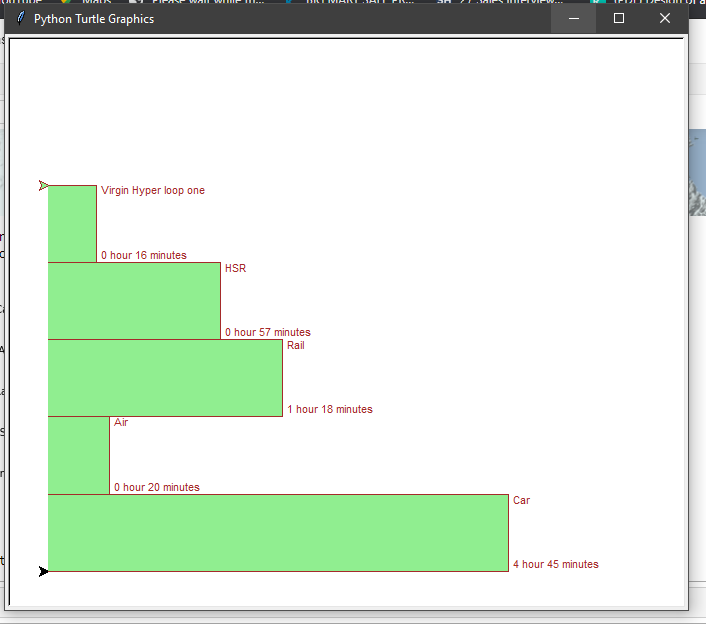 Python Turtle Graphics
Virgin Hyper loop one
0 hour 16 minutes
HSR
0 hour 57 minutes
Rail
1 hour 18 minutes
Air
0 hour 20 minutes
Car
4 hour 45 minutes